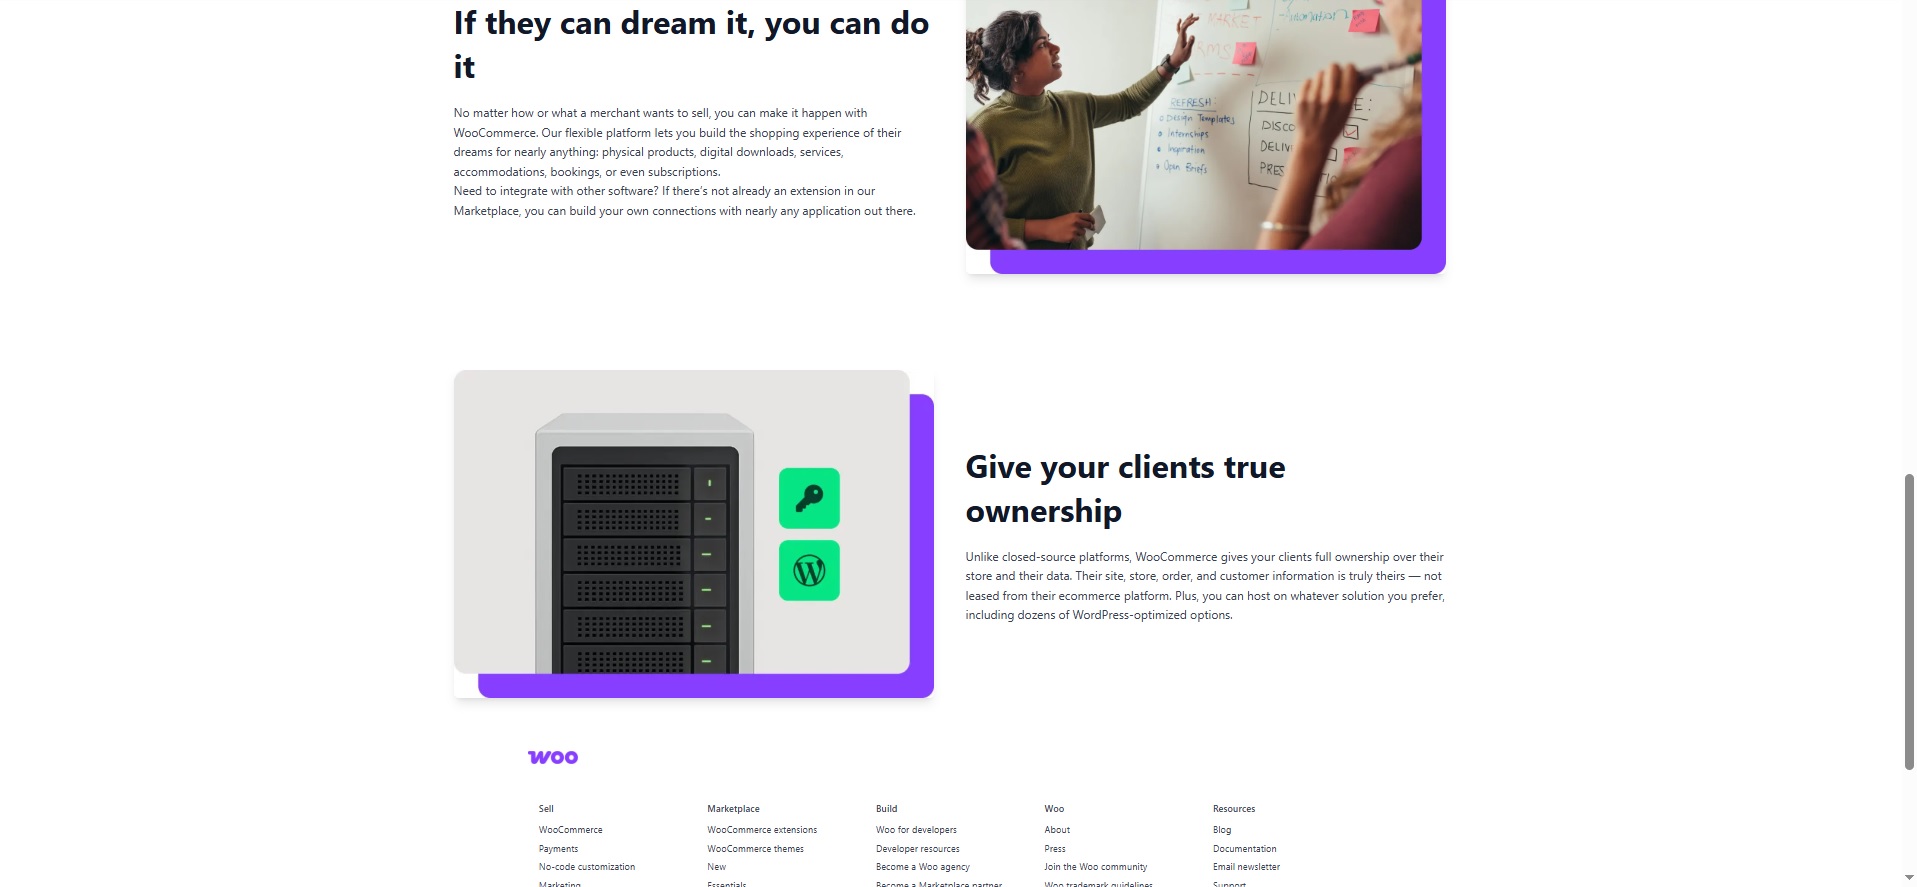 If they can dream it, you can do
it
No matter how or what a merchant wants to sell, you can make it happen with
WooCommerce. Our flexible platform lets you build the shopping experience of their
dreams for nearly anything: physical products, digital downloads, services,
accommodations, bookings, or even subscriptions.
Need to integrate with other software? If there's not already an extension in our
Marketplace, you can build your own connections with nearly any application out there.
MARKET
REFRESH:
Design Templates
Internships
Inspiration
Open Briefs
Give your clients true
ownership
Unlike closed-source platforms, WooCommerce gives your clients full ownership over their
store and their data. Their site, store, order, and customer information is truly theirs — not
leased from their ecommerce platform. Plus, you can host on whatever solution you prefer,
including dozens of WordPress-optimized options.
woo
Sell
WooCommerce
Payments
No-code customization
Marketing
Marketplace
WooCommerce extensions
WooCommerce themes
New
Essentials
Build
Woo for developers
Developer resources
Become a Woo agency
Become a Marketplace partner
Woo
About
Press
Join the Woo community
Woo trademark guidelines
Resources
Blog
Documentation
Email newsletter
Support